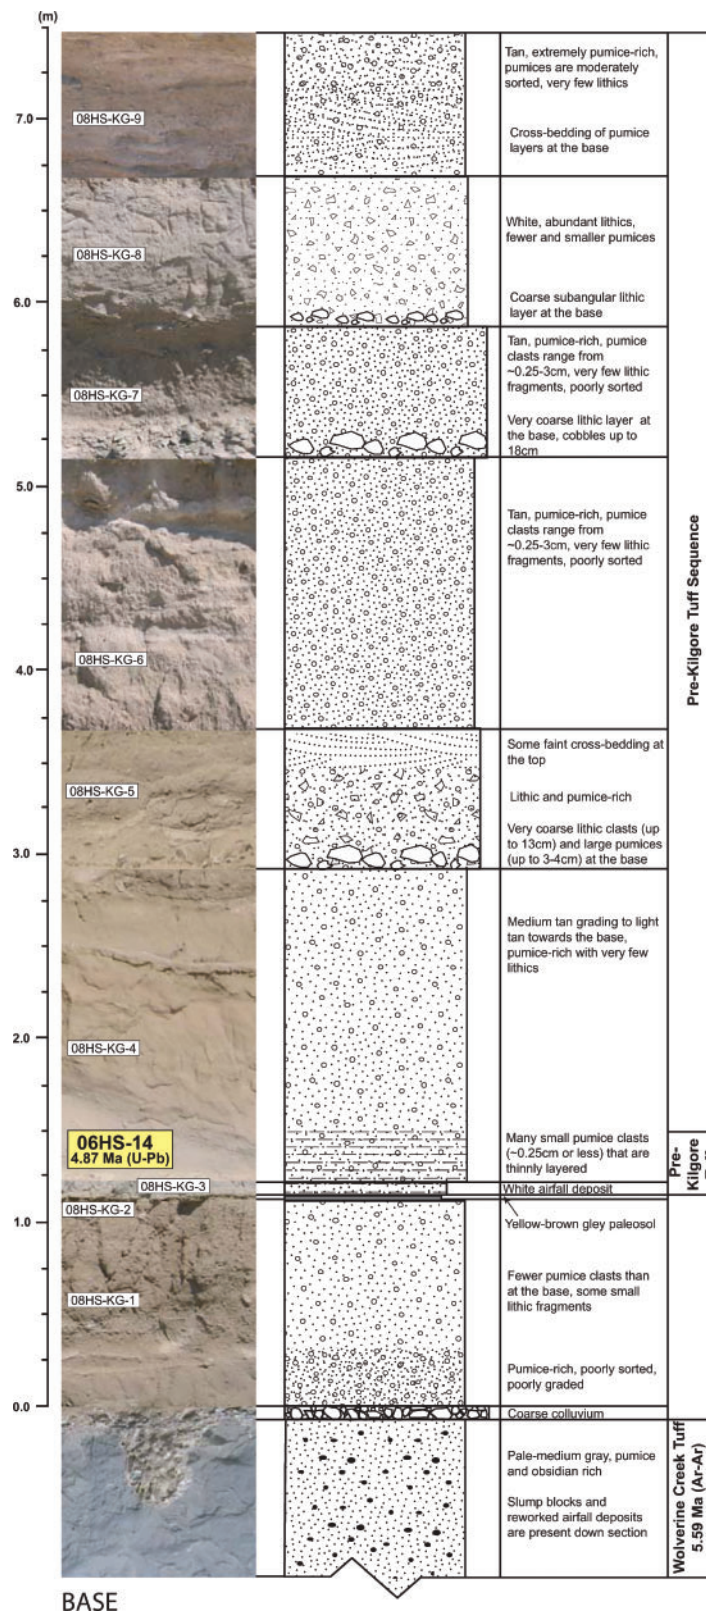 (m)
7.0
6.0
5.0
4.0
3.0
2.0
1.0
0.0
08HS-KG-9
08HS-KG-8
08HS-KG-7
08HS-KG-6
08HS-KG-5
08HS-KG-4
06HS-14
4.87 Ma (U-Pb)
08HS-KG-3
08HS-KG-2
08HS-KG-1
Tan, extremely pumice-rich,
pumices are moderately
sorted, very few lithics
Cross-bedding of pumice
layers at the base
White, abundant lithics,
fewer and smaller pumices
Coarse subangular lithic
layer at the base
Tan, pumice-rich, pumice
clasts range from
~0.25-3cm, very few lithic
fragments, poorly sorted
Very coarse lithic layer at
the base, cobbles up to
18cm
Tan, pumice-rich, pumice
clasts range from
~0.25-3cm, very few lithic
fragments, poorly sorted
Some faint cross-bedding at
the top
Lithic and pumice-rich
Very coarse lithic clasts (up
to 13cm) and large pumices
(up to 3-4cm) at the base
Medium tan grading to light
tan towards the base,
pumice-rich with very few
lithics
Many small pumice clasts
(~0.25cm or less) that are
thinnly layered
White airfall deposit
Yellow-brown gley paleosol
Fewer pumice clasts than
at the base, some small
lithic fragments
Pumice-rich, poorly sorted,
poorly graded
Coarse colluvium
Pale-medium gray, pumice
and obsidian rich
Slump blocks and
reworked airfall deposits
are present down section
Pre-Kilgore Tuff Sequence
Pre-
Kilgore
Wolverine Creek Tuff
5.59 Ma (Ar-Ar)
BASE